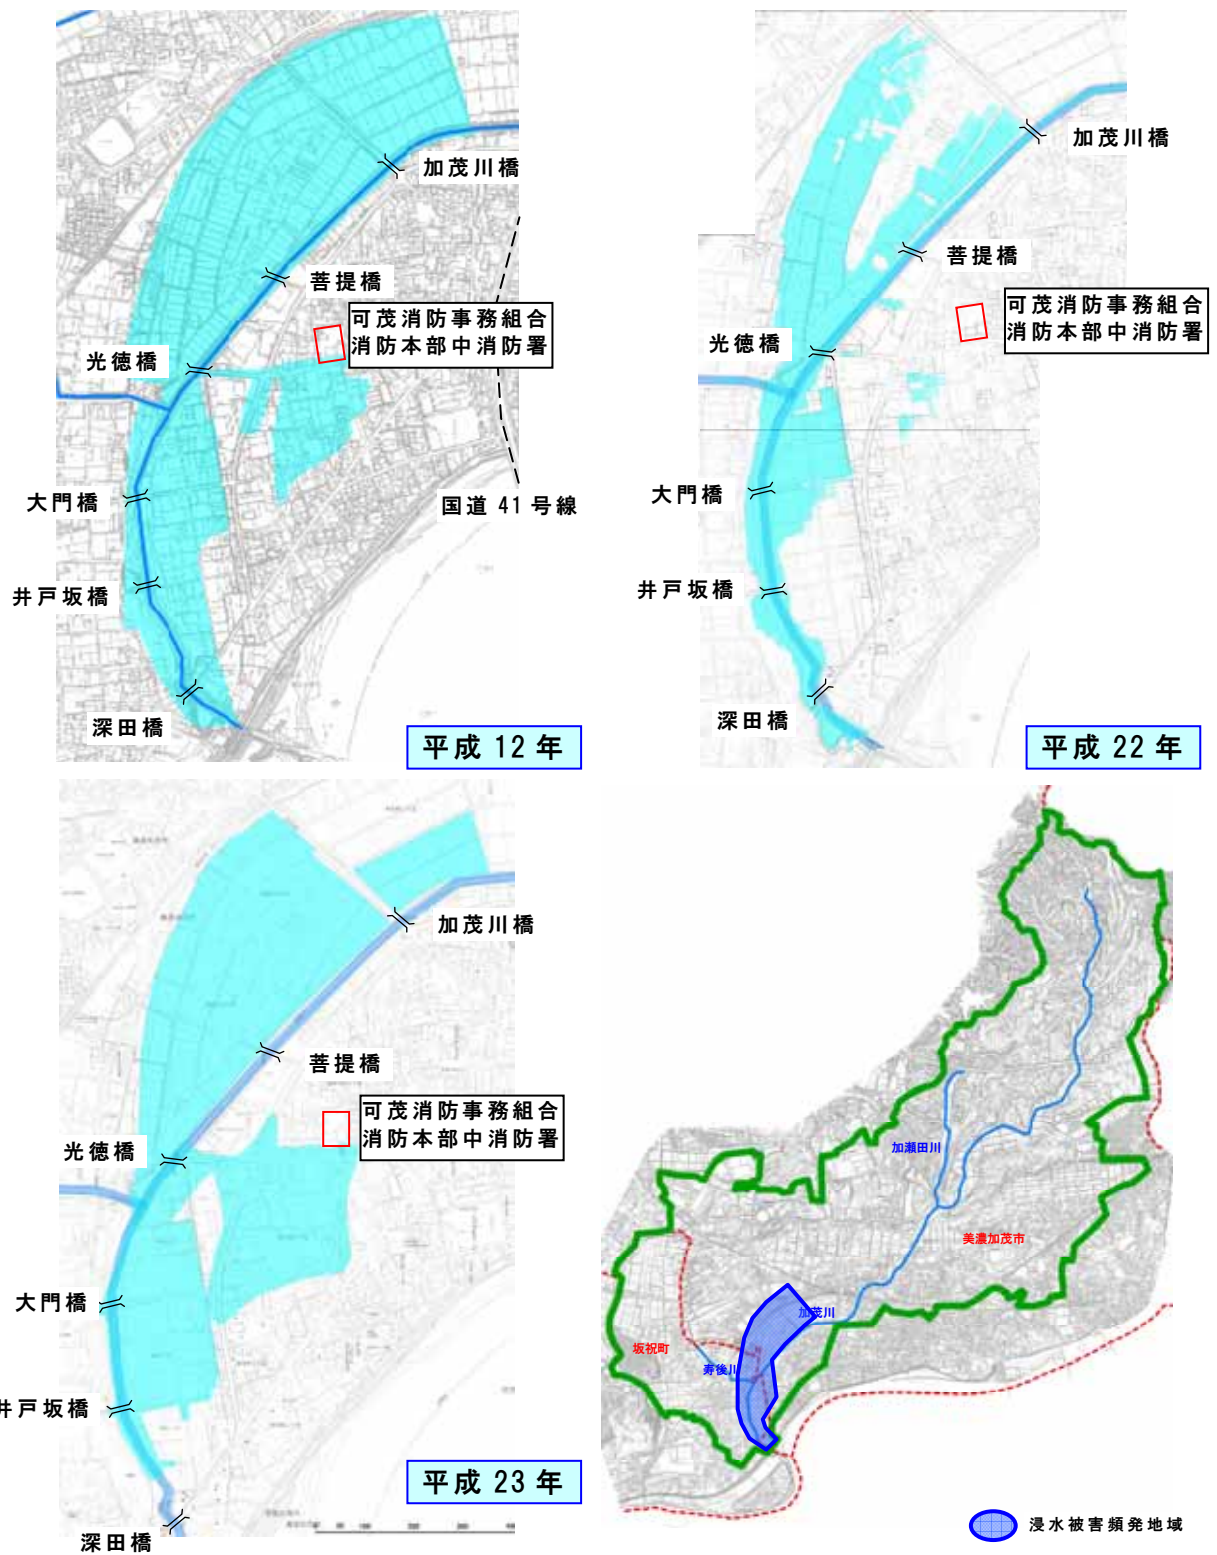 加茂川橋
菩提橋
可茂消防事務組合
消防本部中消防署
光徳橋
大門橋
国道 41 号線
井戸坂橋
深田橋
平成 12 年
加茂川橋
菩提橋
可茂消防事務組合
消防本部中消防署
光徳橋
大門橋
井戸坂橋
深田橋
平成 22 年
加茂川橋
菩提橋
可茂消防事務組合
消防本部中消防署
光徳橋
大門橋
井戸坂橋
平成 23 年
深田橋
加瀬田川
美濃加茂市
加茂川
坂祝町
寿後川
浸水被害頻発地域